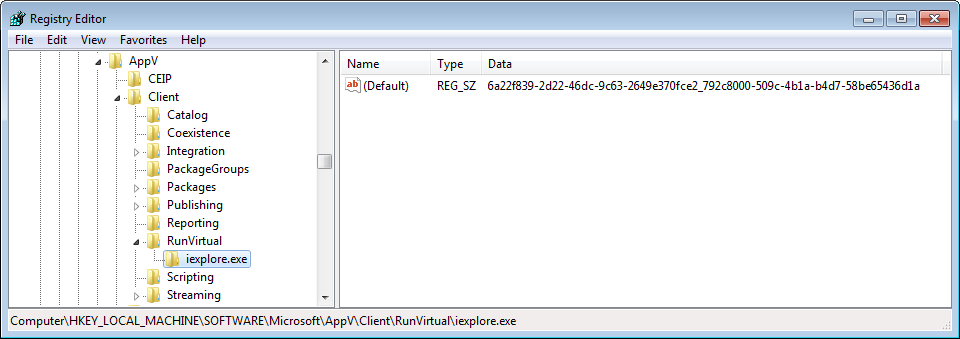 Registry Editor
File Edit View Favorites Help
AppV
CEIP
Client
Catalog
Coexistence
Integration
PackageGroups
Packages
Publishing
Reporting
RunVirtual
iexplore.exe
Scripting
Streaming
Name Type Data
ab (Default) REG_SZ 6a22f839-2d22-46dc-9c63-2649e370fce2_792c8000-509c-4b1a-b4d7-58be65436d1a
Computer\HKEY_LOCAL_MACHINE\SOFTWARE\Microsoft\AppV\Client\RunVirtual\iexplore.exe